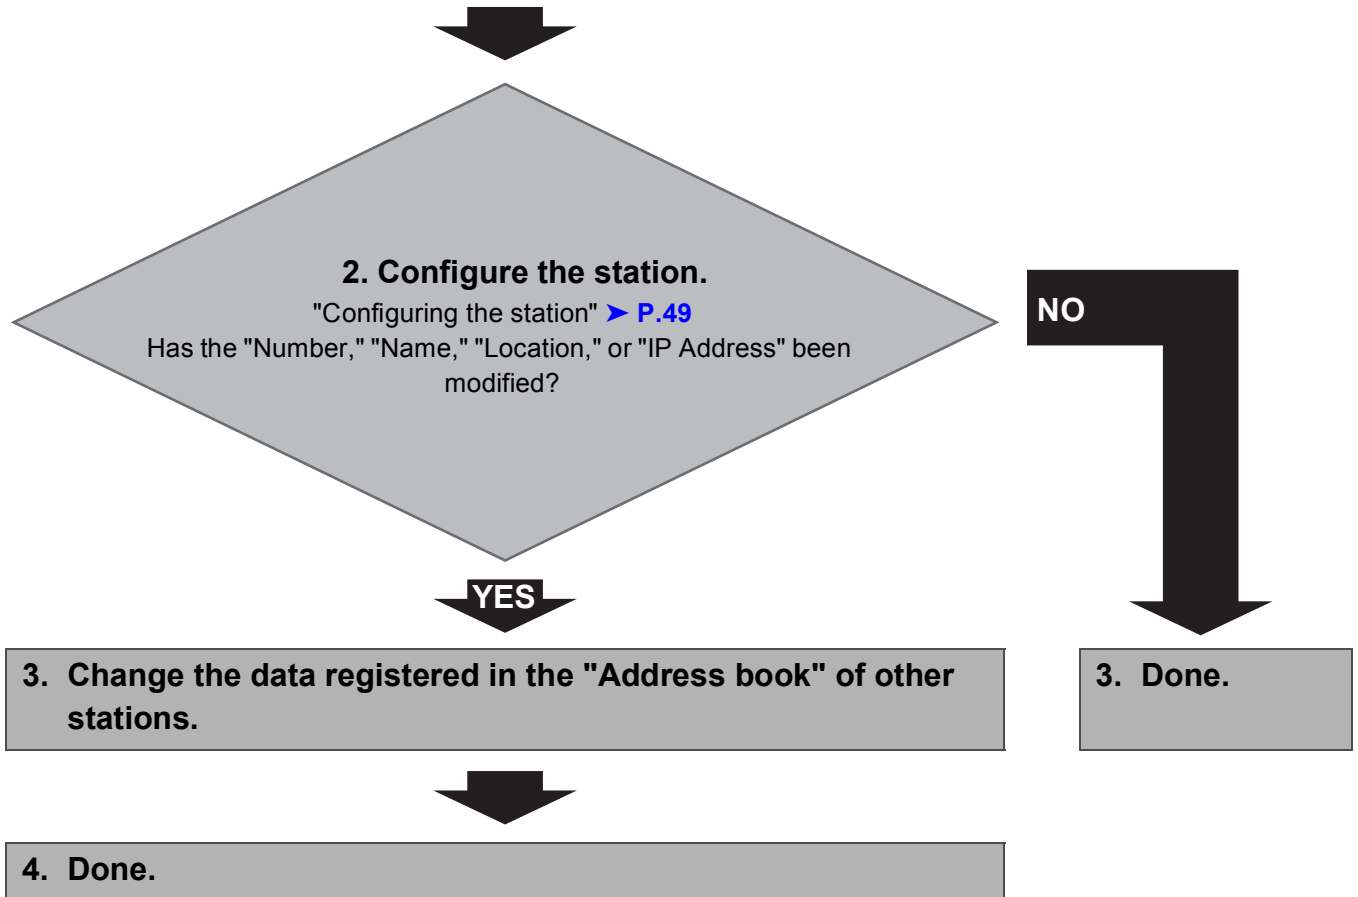 2. Configure the station.
"Configuring the station" ➤ P.49
Has the "Number," "Name," "Location," or "IP Address" been
modified?
NO
YES
3. Change the data registered in the "Address book" of other
stations.
3. Done.
4. Done.